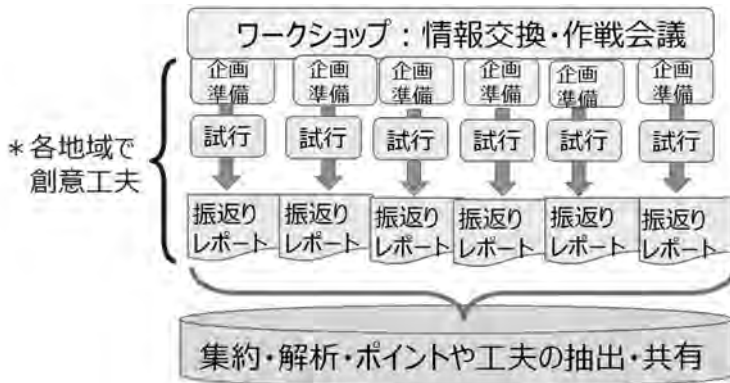 ワークショップ：情報交換・作戦会議
企画 企画 企画 企画 企画 企画
準備 準備 準備 準備 準備 準備
試行 試行 試行 試行 試行 試行
＊各地域で
創意工夫
振返り 振返り 振返り 振返り 振返り 振返り
レポート レポート レポート レポート レポート レポート
集約・解析・ポイントや工夫の抽出・共有